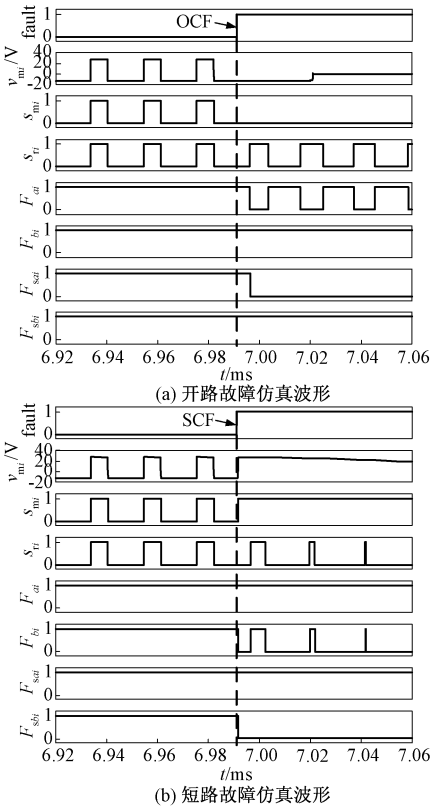 fault
1
0
OCF
v_mi/V
40
20
0
-20
s_mi
1
0
s_ri
1
0
F_ai
1
0
F_bi
1
0
F_sai
1
0
F_sbi
1
0
6.92 6.94 6.96 6.98 7.00 7.02 7.04 7.06
t/ms
(a) 开路故障仿真波形
fault
1
0
SCF
v_mi/V
40
20
0
s_mi
1
0
s_ri
1
0
F_ai
1
0
F_bi
1
0
F_sai
1
0
F_sbi
1
0
6.92 6.94 6.96 6.98 7.00 7.02 7.04 7.06
t/ms
(b) 短路故障仿真波形